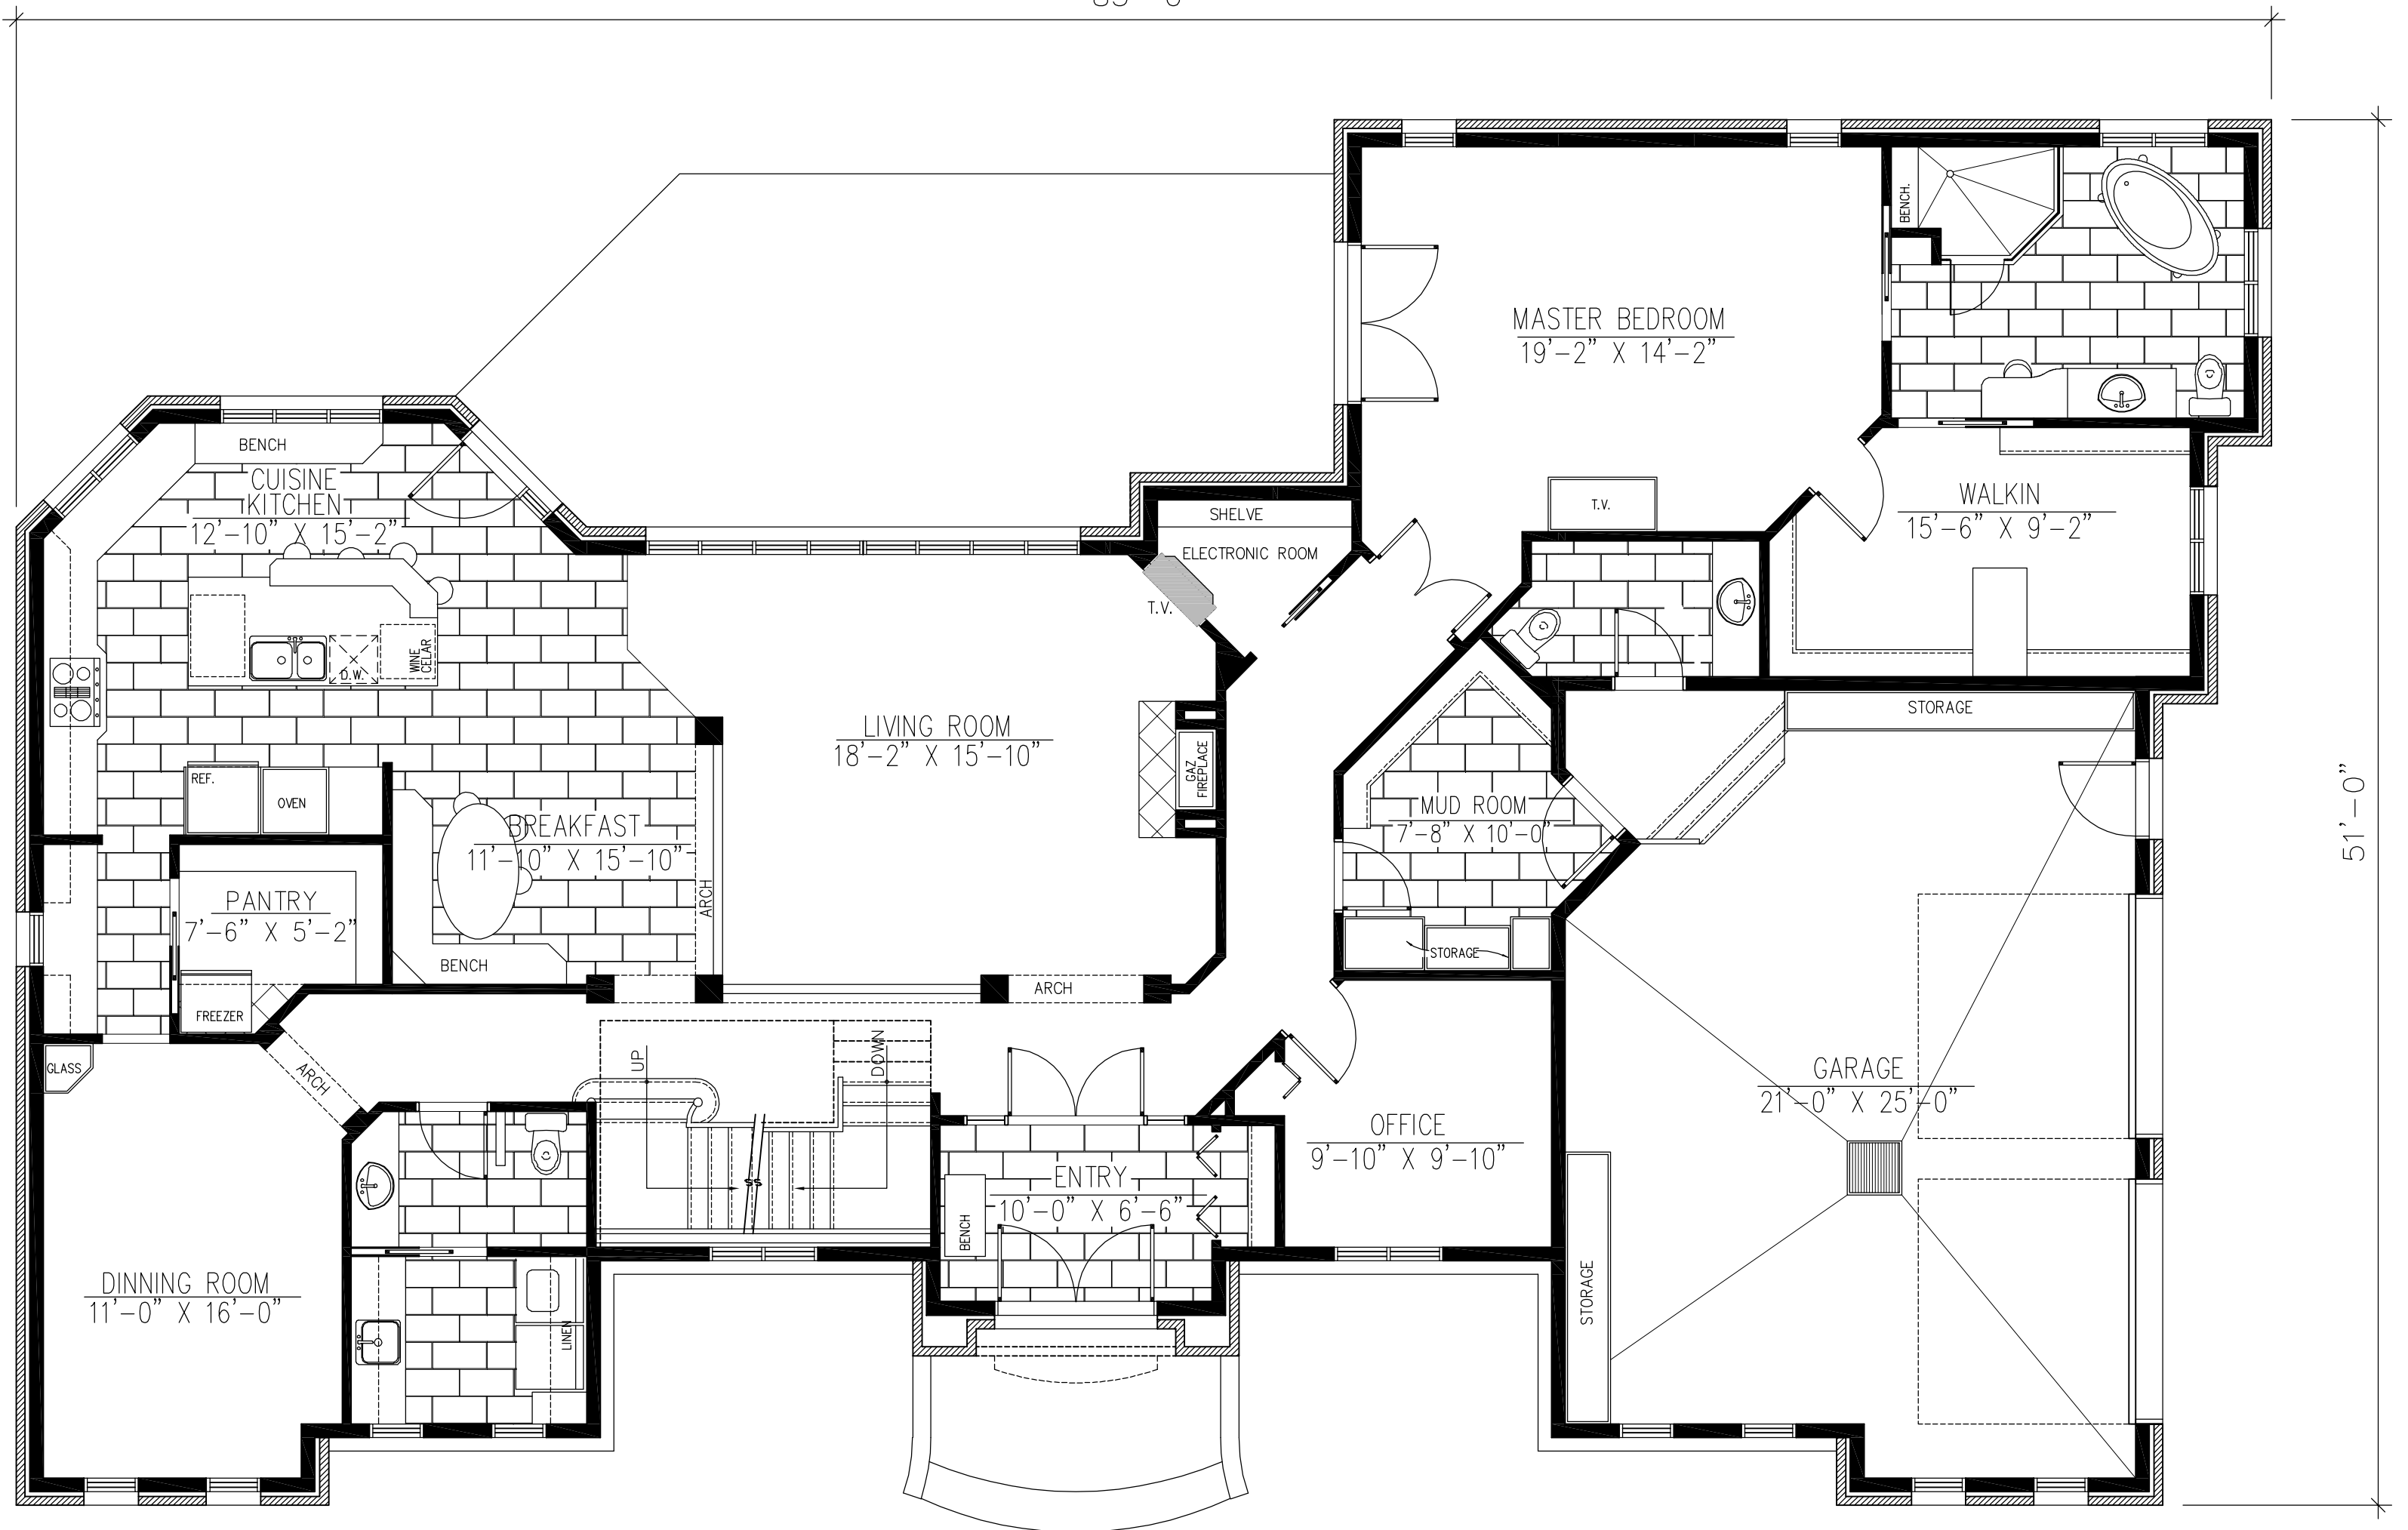 51'-0"
BENCH.
MASTER BEDROOM
19'-2" X 14'-2"
BENCH
CUISINE
KITCHEN
12'-10" X 15'-2"
SHELVE
ELECTRONIC ROOM
T.V.
T.V.
WALKIN
15'-6" X 9'-2"
WINE
CELAR
D.W.
REF.
OVEN
LIVING ROOM
18'-2" X 15'-10"
GAZ
FIREPLACE
STORAGE
MUD ROOM
7'-8" X 10'-0"
BREAKFAST
11'-10" X 15'-10"
ARCH
PANTRY
7'-6" X 5'-2"
BENCH
STORAGE
FREEZER
ARCH
GLASS
ARCH
UP
DOWN
GARAGE
21'-0" X 25'-0"
OFFICE
9'-10" X 9'-10"
ENTRY
10'-0" X 6'-6"
BENCH
DINNING ROOM
11'-0" X 16'-0"
LINEN
STORAGE